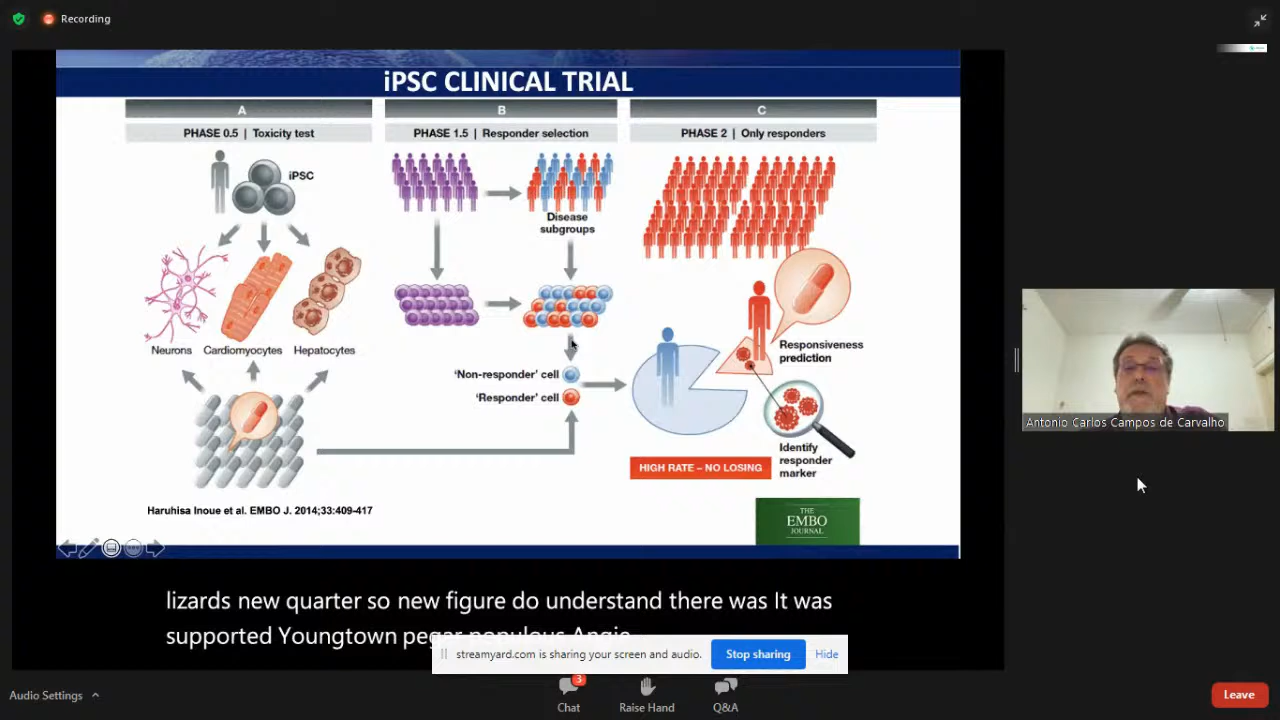 Recording
iPSC CLINICAL TRIAL
A
PHASE 0.5 | Toxicity test
iPSC
Neurons
Cardiomyocytes
Hepatocytes
B
PHASE 1.5 | Responder selection
Disease
subgroups
'Non-responder' cell
'Responder' cell
C
PHASE 2 | Only responders
Responsiveness
prediction
Identify
responder
marker
HIGH RATE – NO LOSING
Haruhisa Inoue et al. EMBO J. 2014;33:409-417
THE
EMBO
JOURNAL
Antonio Carlos Campos de Carvalho
lizards new quarter so new figure do understand there was It was
supported Youngtown pegar populous Angie
streamyard.com is sharing your screen and audio.
Stop sharing
Hide
Audio Settings
3
Chat
Raise Hand
Q&A
Leave